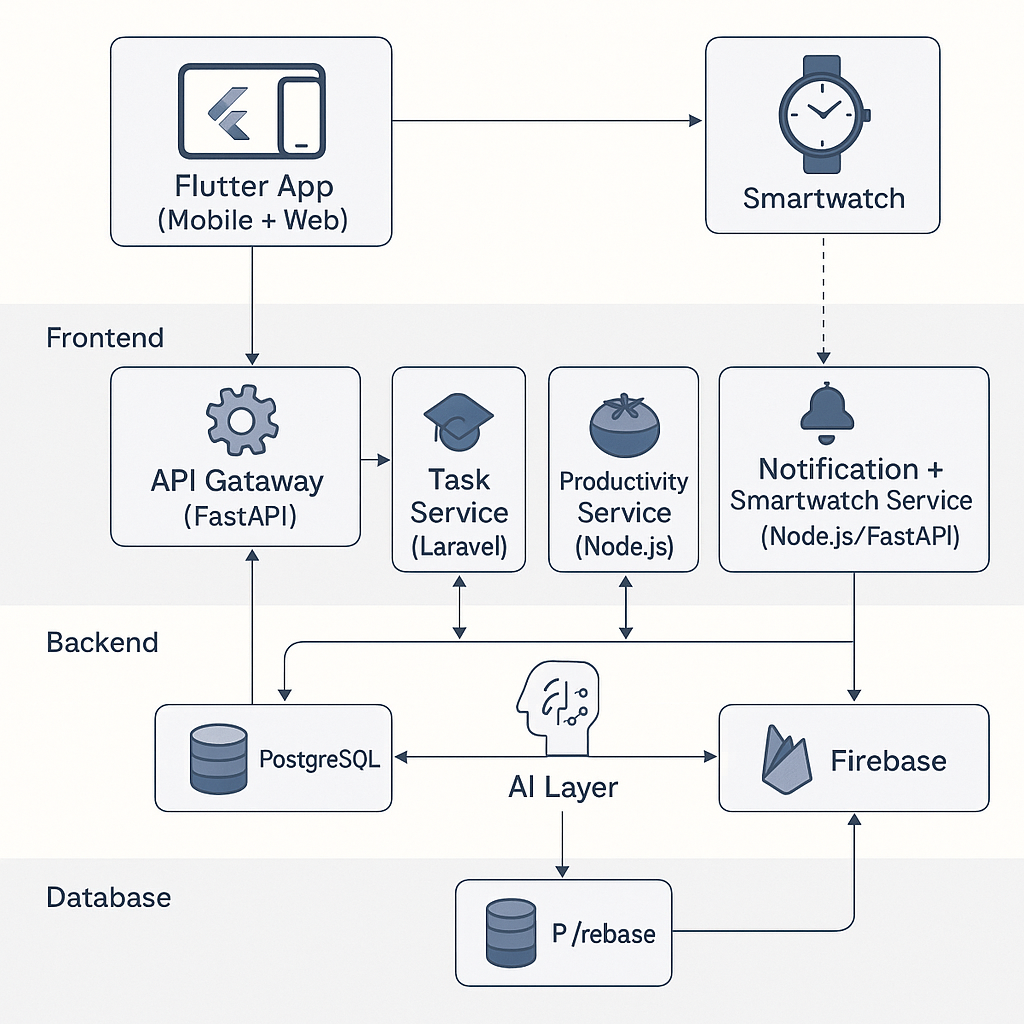 Flutter App
(Mobile + Web)
Smartwatch
Frontend
API Gataway
(FastAPI)
Task
Service
(Laravel)
Productivity
Service
(Node.js)
Notification +
Smartwatch Service
(Node.js/FastAPI)
Backend
PostgreSQL
AI Layer
Firebase
Database
P/rebase